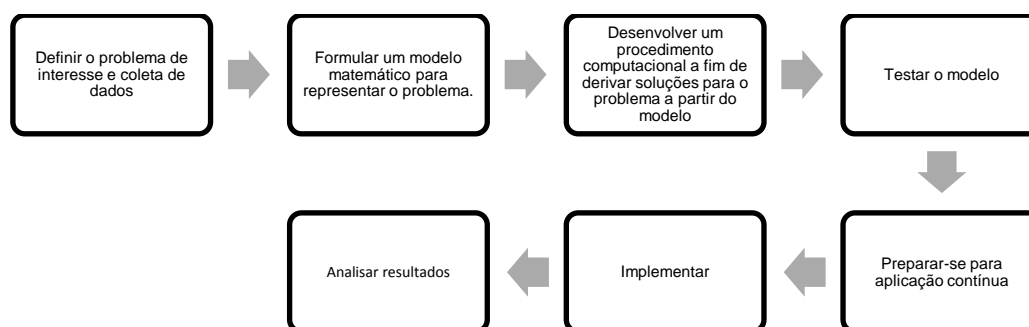 Definir o problema de
interesse e coleta de
dados
Formular um modelo
matemático para
representar o problema.
Desenvolver um
procedimento
computacional a fim de
derivar soluções para o
problema a partir do
modelo
Testar o modelo
Preparar-se para
aplicação contínua
Implementar
Analisar resultados